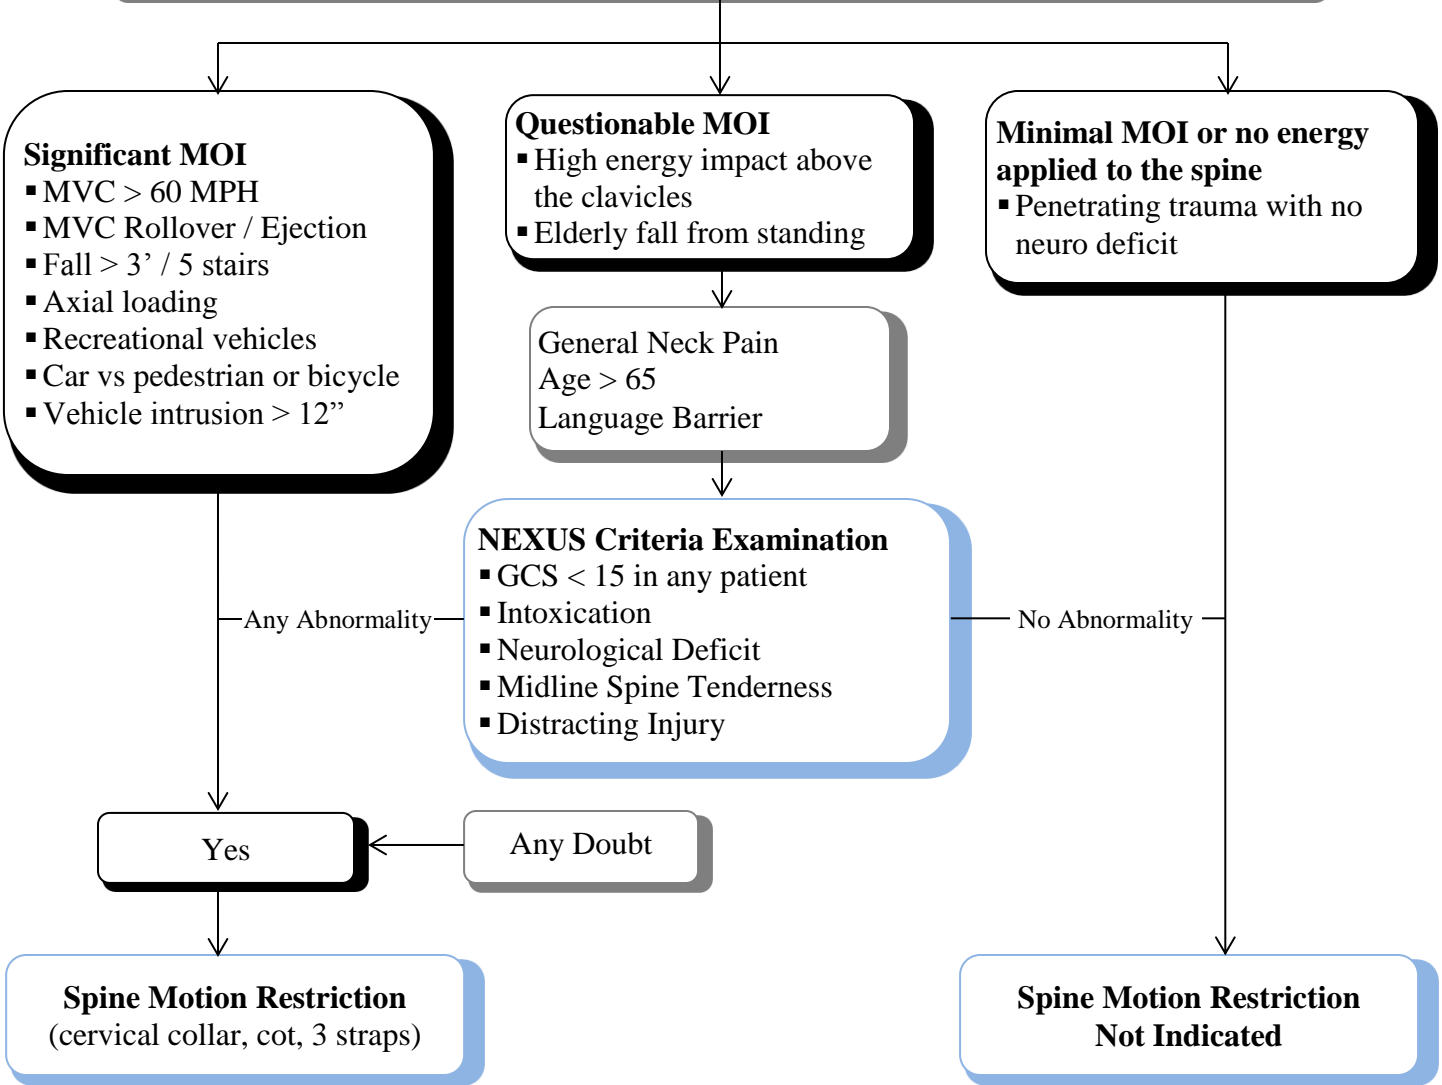 Significant MOI
▪ MVC > 60 MPH
▪ MVC Rollover / Ejection
▪ Fall > 3’ / 5 stairs
▪ Axial loading
▪ Recreational vehicles
▪ Car vs pedestrian or bicycle
▪ Vehicle intrusion > 12”
Questionable MOI
▪ High energy impact above
the clavicles
▪ Elderly fall from standing
Minimal MOI or no energy
applied to the spine
▪ Penetrating trauma with no
neuro deficit
General Neck Pain
Age > 65
Language Barrier
NEXUS Criteria Examination
▪ GCS < 15 in any patient
▪ Intoxication
▪ Neurological Deficit
▪ Midline Spine Tenderness
▪ Distracting Injury
Any Abnormality
No Abnormality
Yes
Any Doubt
Spine Motion Restriction
(cervical collar, cot, 3 straps)
Spine Motion Restriction
Not Indicated